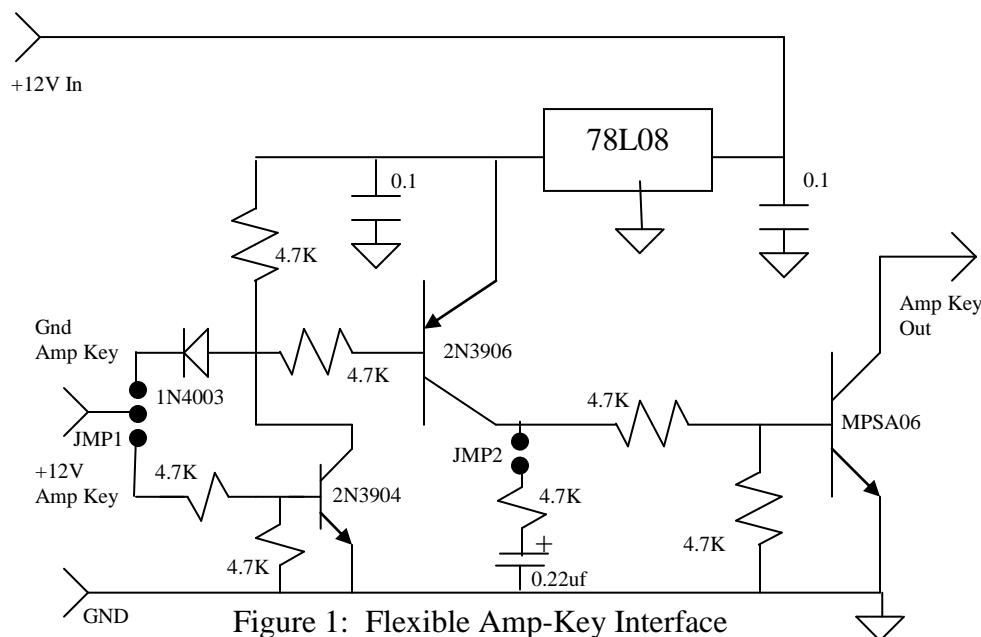 +12V In
78L08
0.1
0.1
4.7K
Gnd
Amp Key
1N4003
4.7K
2N3906
Amp Key
Out
JMP1
4.7K
MPSA06
+12V
Amp Key
4.7K
2N3904
JMP2
4.7K
4.7K
4.7K
+
0.22uf
GND
Figure 1: Flexible Amp-Key Interface